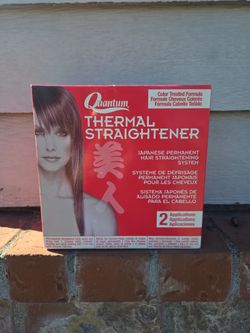 Color Treated Formula
Formule Cheveux Colorés
Fórmula Cabello Teñido
Quantum
THERMAL
STRAIGHTENER
美人
JAPANESE PERMANENT
HAIR STRAIGHTENING
SYSTEM
SYSTÈME DE DÉFRISAGE
PERMANENT JAPONAIS
POUR LES CHEVEUX
SISTEMA JAPONÉS DE
ALISADO PERMANENTE
PARA EL CABELLO
2 Applications
Applications
Aplicaciones